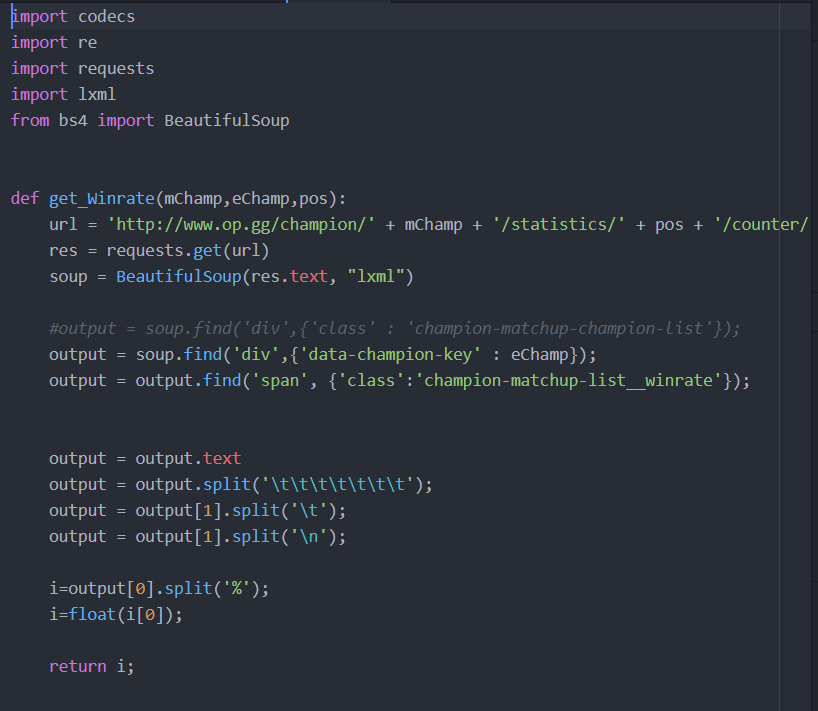 import codecs
import re
import requests
import lxml
from bs4 import BeautifulSoup
def get_Winrate(mChamp,eChamp,pos):
url = 'http://www.op.gg/champion/' + mChamp + '/statistics/' + pos + '/counter/
res = requests.get(url)
soup = BeautifulSoup(res.text, "lxml")
#output = soup.find('div',{'class' : 'champion-matchup-champion-list'});
output = soup.find('div',{'data-champion-key' : eChamp});
output = output.find('span', {'class':'champion-matchup-list__winrate'});
output = output.text
output = output.split('\t\t\t\t\t\t\t');
output = output[1].split('\t');
output = output[1].split('\n');
i=output[0].split('%');
i=float(i[0]);
return i;